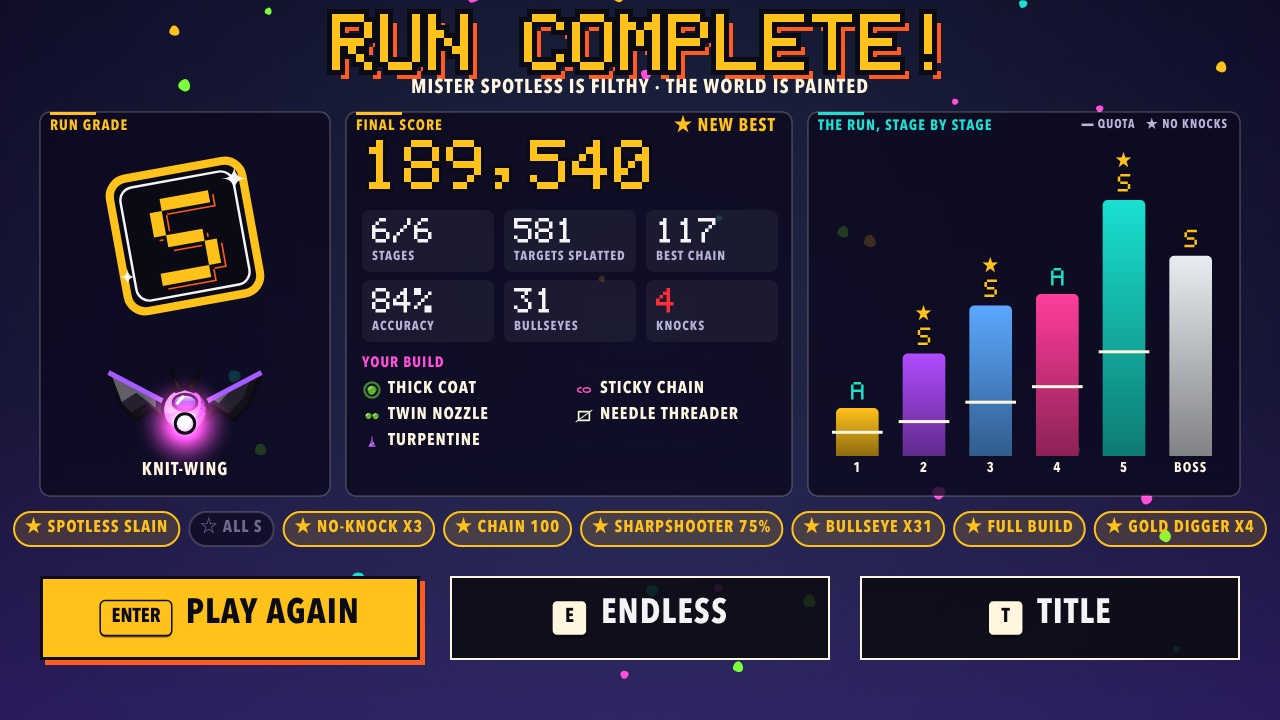 RUN COMPLETE!
MISTER SPOTLESS IS FILTHY · THE WORLD IS PAINTED
RUN GRADE
S
KNIT-WING
FINAL SCORE
★ NEW BEST
189,540
6/6
STAGES
581
TARGETS SPLATTED
117
BEST CHAIN
84%
ACCURACY
31
BULLSEYES
4
KNOCKS
YOUR BUILD
THICK COAT
STICKY CHAIN
TWIN NOZZLE
NEEDLE THREADER
TURPENTINE
THE RUN, STAGE BY STAGE
QUOTA ★ NO KNOCKS
A
★
S
★
S
A
★
S
S
1 2 3 4 5 BOSS
★ SPOTLESS SLAIN
☆ ALL S
★ NO-KNOCK X3
★ CHAIN 100
★ SHARPSHOOTER 75%
★ BULLSEYE X31
★ FULL BUILD
★ GOLD DIGGER X4
ENTER PLAY AGAIN
E ENDLESS
T TITLE